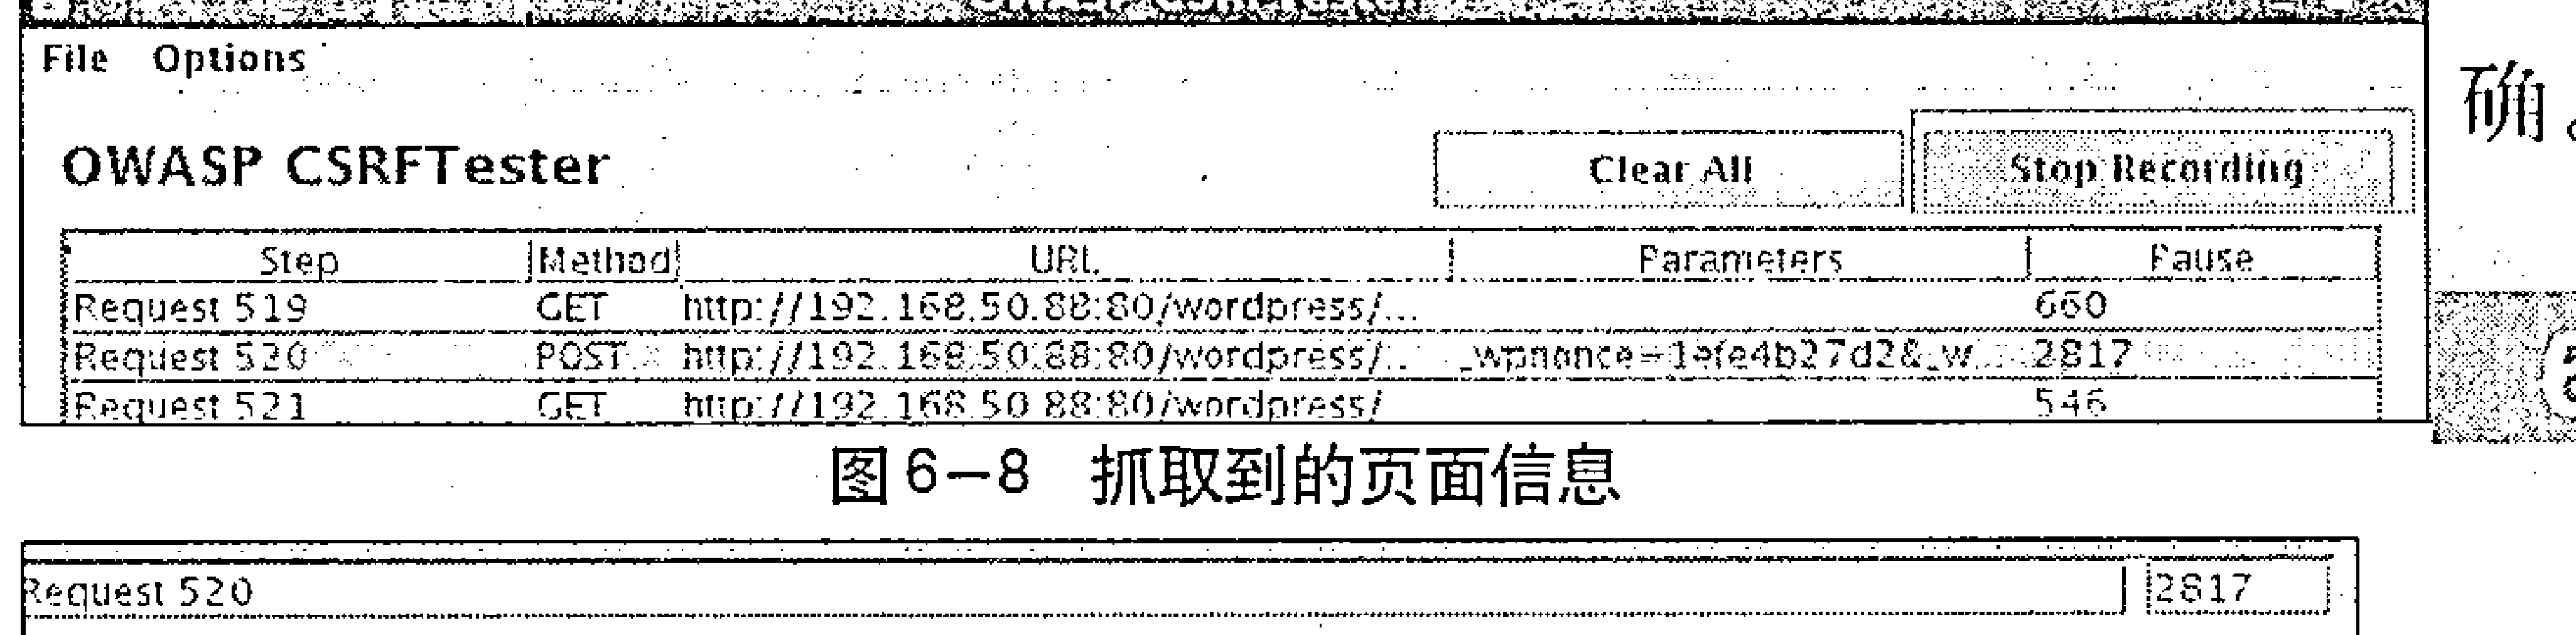 File Options
OWASP CSRFTester
Clear All
Stop Recording
Step Method URL Parameters Pause
Request 519 GET http://192.168.50.88:80/wordpress/... 660
Request 520 POST http://192.168.50.88:80/wordpress/... _wpnonce=1efe4b27d2&_w... 2817
Request 521 GET http://192.168.50.88:80/wordpress/ 546
确。
图6-8 抓取到的页面信息
Request 520 2817